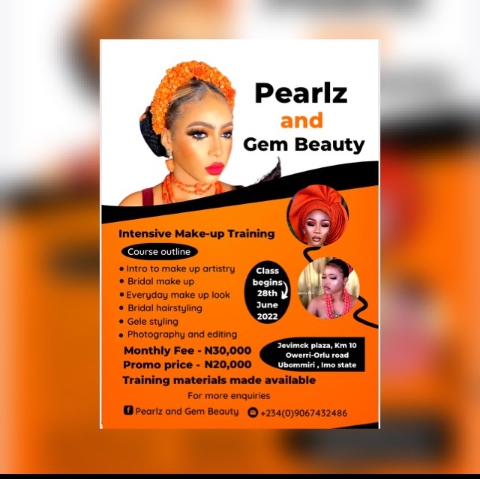 Pearlz
and
Gem Beauty
Intensive Make-up Training
Course outline
Intro to make up artistry
Bridal make up
Everyday make up look
Bridal hairstyling
Gele styling
Photography and editing
Class
begins
28th
June
2022
Monthly Fee - N30,000
Promo price - N20,000
Jevimck plaza, Km 10
Owerri-Orlu road
Ubommiri , Imo state
Training materials made available
For more enquiries
Pearlz and Gem Beauty
+234(0)9067432486